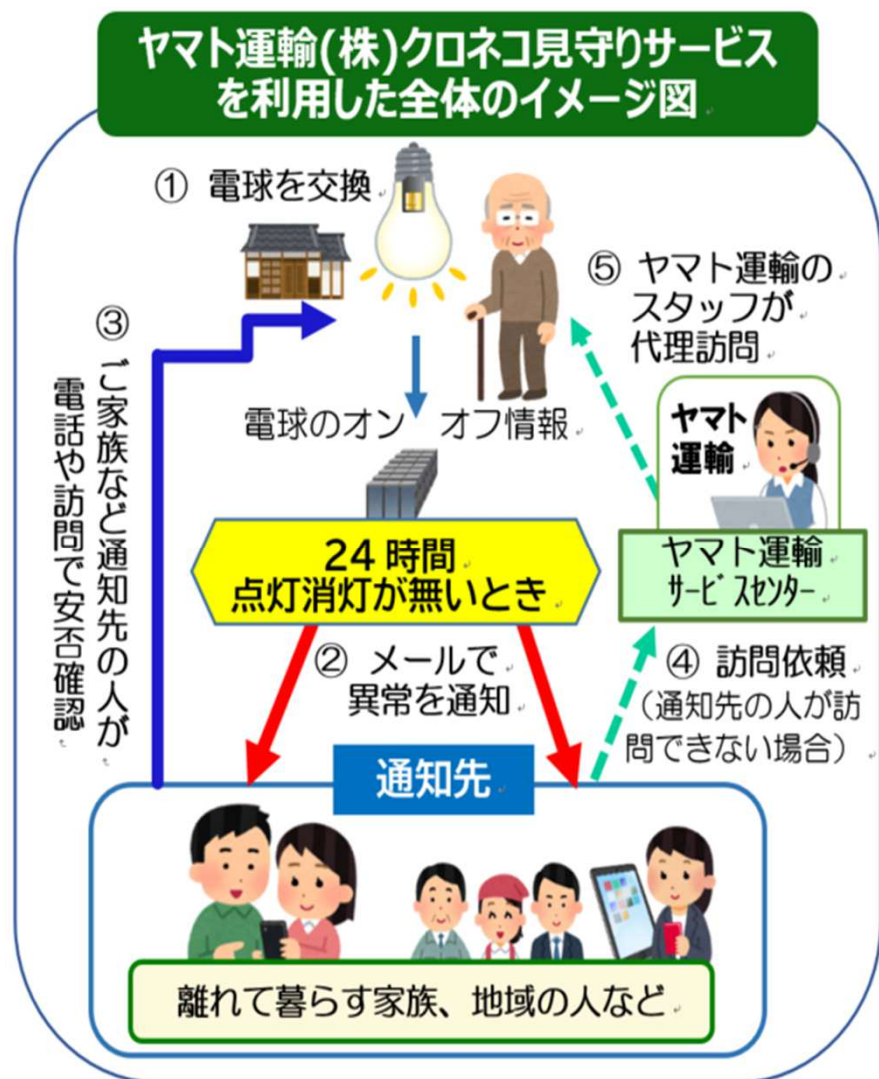 ヤマト運輸(株)クロネコ見守りサービス
を利用した全体のイメージ図
① 電球を交換
⑤ ヤマト運輸の
スタッフが
代理訪問
③ ご家族など通知先の人が
電話や訪問で安否確認
電球のオン オフ情報
ヤマト
運輸
ヤマト運輸
サービスセンター
24時間
点灯消灯が無いとき
② メールで
異常を通知
④ 訪問依頼
（通知先の人が訪
問できない場合）
通知先
離れて暮らす家族、地域の人など